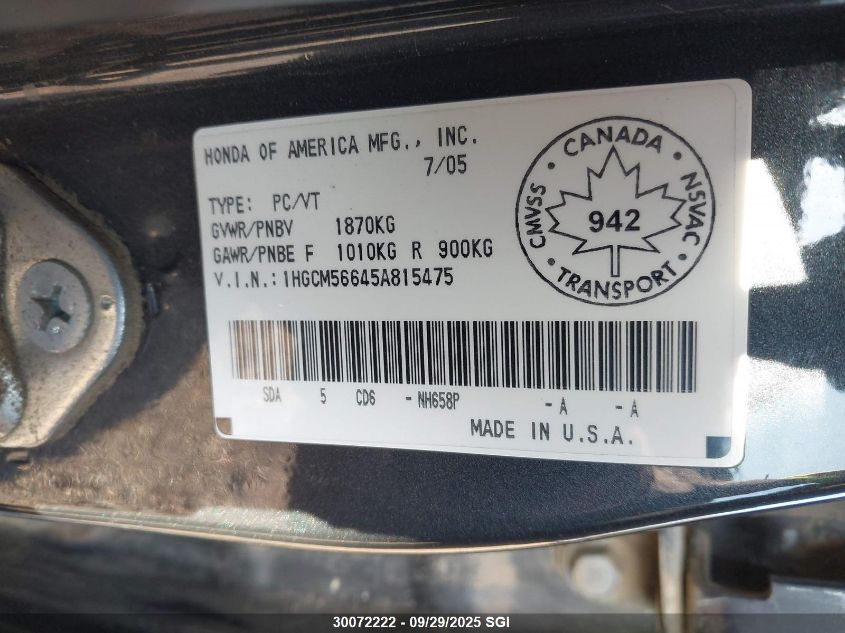 HONDA OF AMERICA MFG., INC.
7/05
TYPE: PC/VT
GVWR/PNBV 1870KG
GAWR/PNBE F 1010KG R 900KG
V.I.N.: 1HGCM56645A815475
CANADA
CMVSS
942
NSVAC
TRANSPORT
SDA 5 CD6 - NH658P - A - A
MADE IN U.S.A.
30072222 - 09/29/2025 SGI